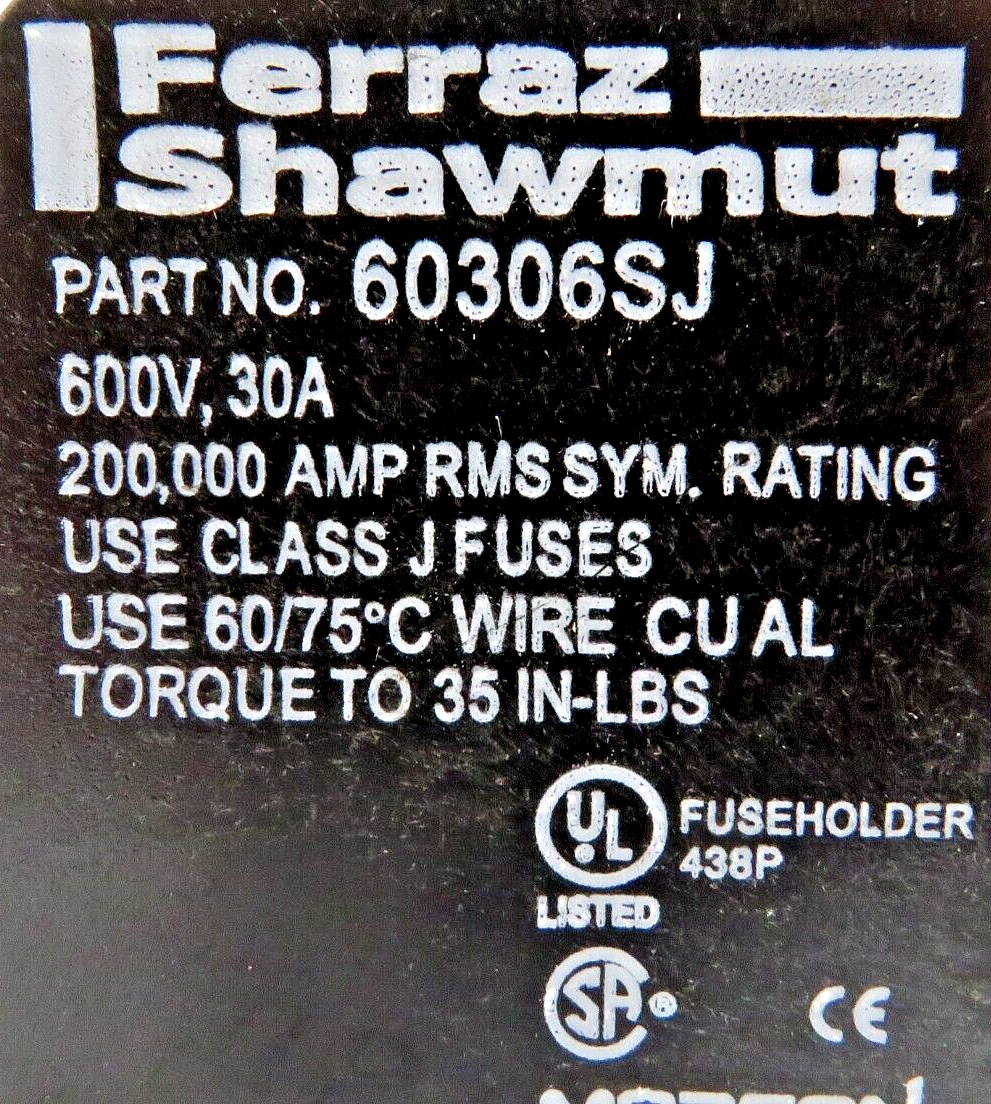 Ferraz
Shawmut
PART NO. 60306SJ
600V, 30A
200,000 AMP RMS SYM. RATING
USE CLASS J FUSES
USE 60/75°C WIRE CU AL
TORQUE TO 35 IN-LBS
UL
FUSEHOLDER
438P
LISTED
SA®
CE